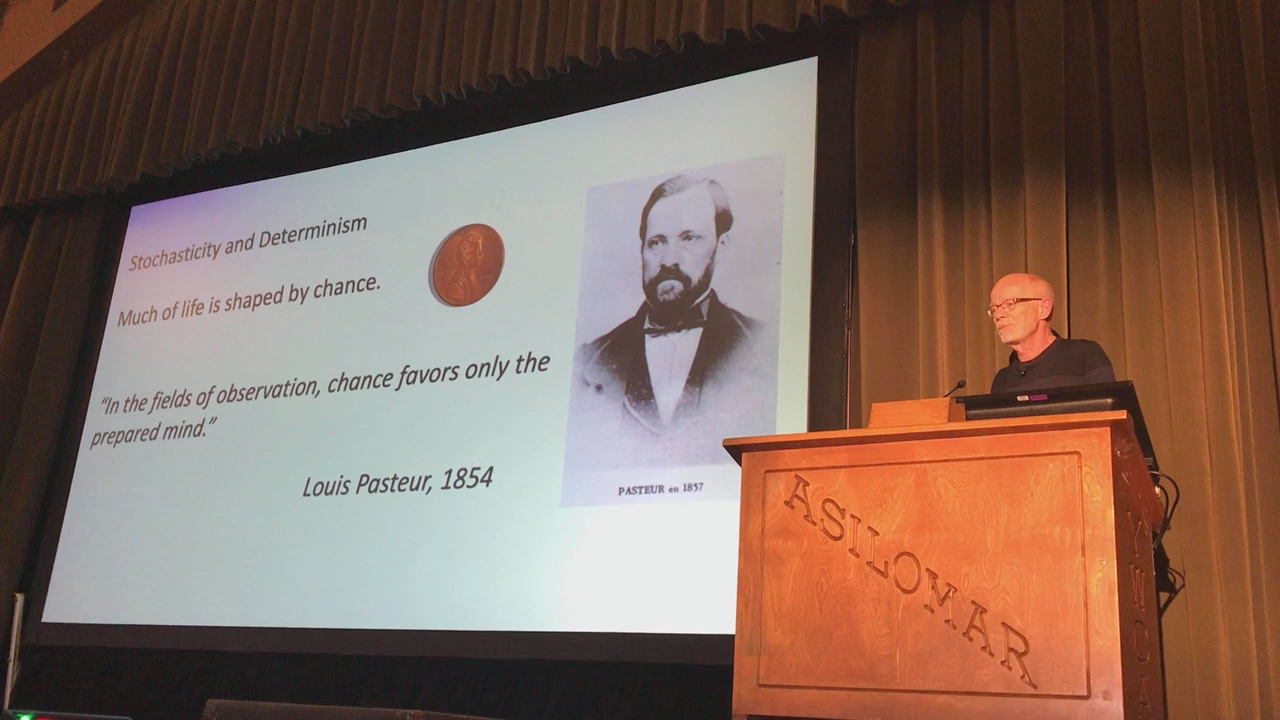 Stochasticity and Determinism
Much of life is shaped by chance.
“In the fields of observation, chance favors only the
prepared mind.”
Louis Pasteur, 1854
PASTEUR en 1857
ASILOMAR
YWCA